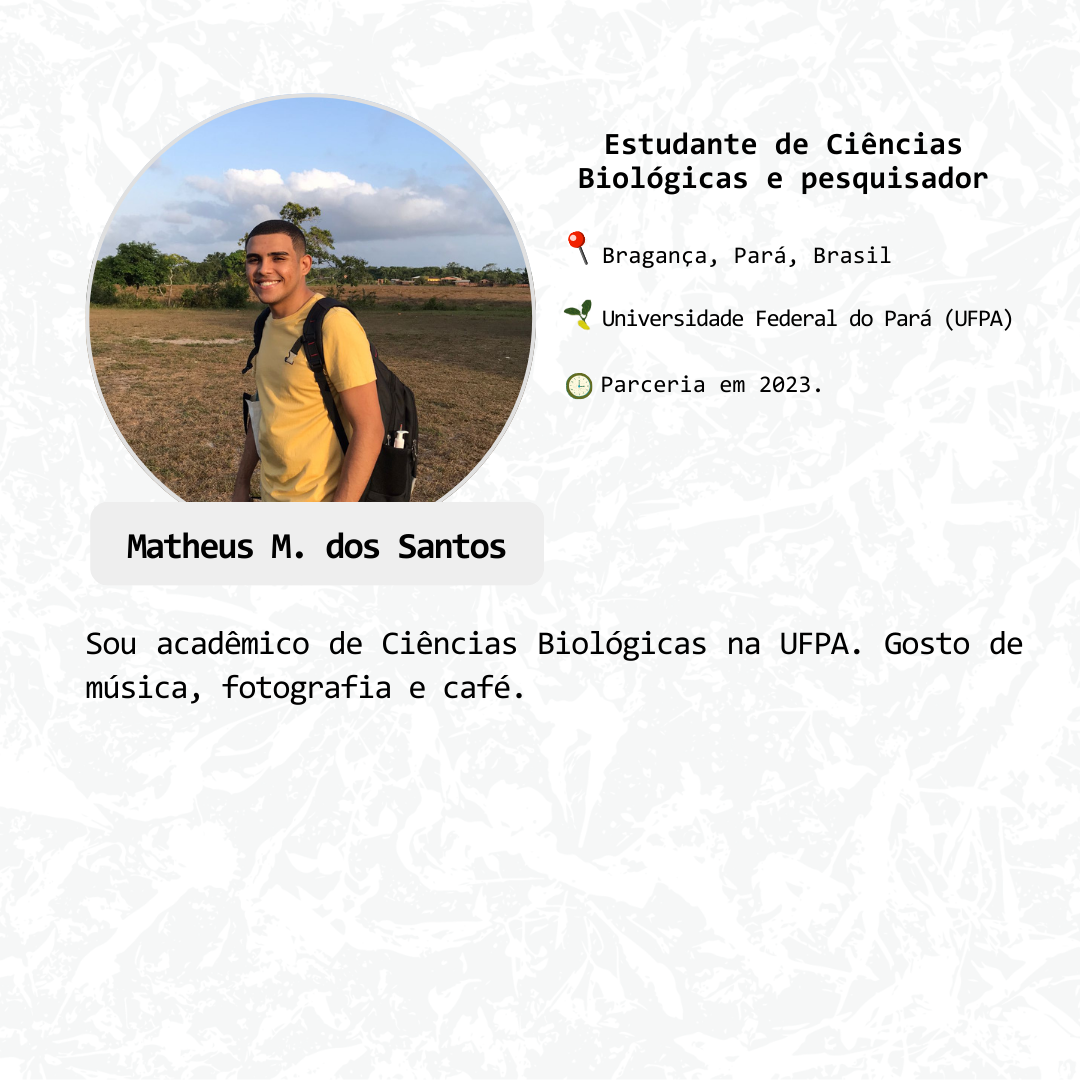 Estudante de Ciências
Biológicas e pesquisador
Bragança, Pará, Brasil
Universidade Federal do Pará (UFPA)
Parceria em 2023.
Matheus M. dos Santos
Sou acadêmico de Ciências Biológicas na UFPA. Gosto de
música, fotografia e café.